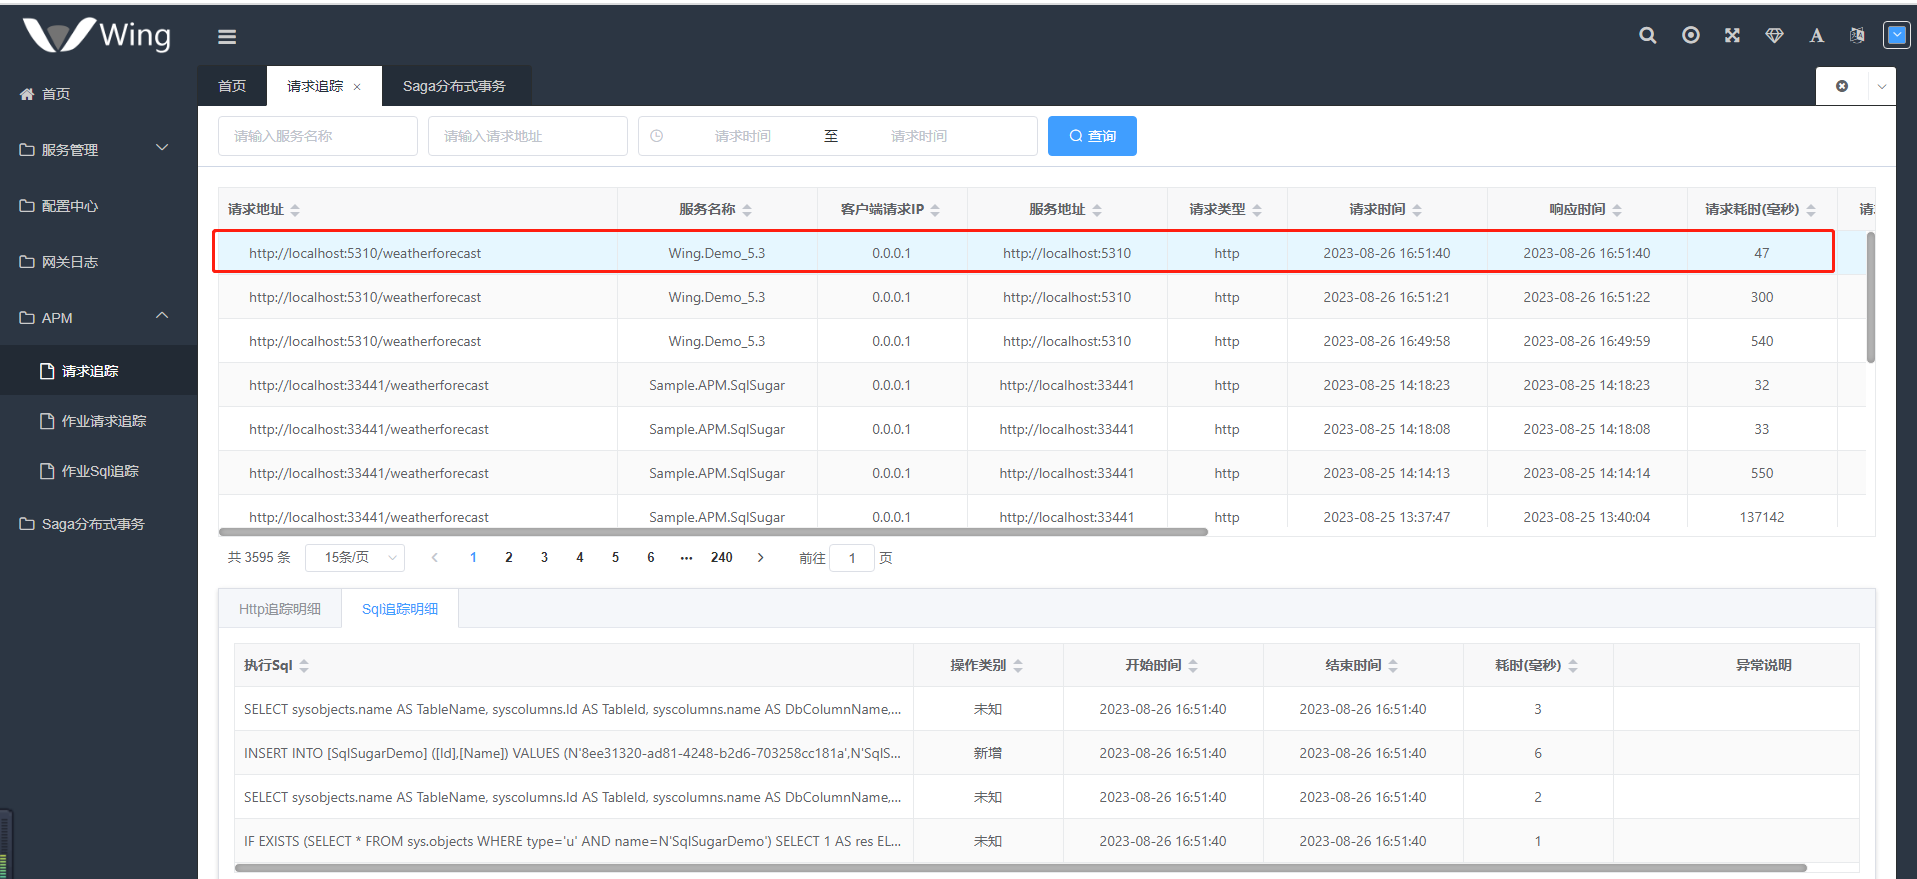 Wing
首页
服务管理
配置中心
网关日志
APM
请求追踪
作业请求追踪
作业Sql追踪
Saga分布式事务
首页 请求追踪 × Saga分布式事务
请输入服务名称 请输入请求地址 请求时间 至 请求时间 查询
请求地址 服务名称 客户端请求IP 服务地址 请求类型 请求时间 响应时间 请求耗时(毫秒) 请
http://localhost:5310/weatherforecast Wing.Demo_5.3 0.0.0.1 http://localhost:5310 http 2023-08-26 16:51:40 2023-08-26 16:51:40 47
http://localhost:5310/weatherforecast Wing.Demo_5.3 0.0.0.1 http://localhost:5310 http 2023-08-26 16:51:21 2023-08-26 16:51:22 300
http://localhost:5310/weatherforecast Wing.Demo_5.3 0.0.0.1 http://localhost:5310 http 2023-08-26 16:49:58 2023-08-26 16:49:59 540
http://localhost:33441/weatherforecast Sample.APM.SqlSugar 0.0.0.1 http://localhost:33441 http 2023-08-25 14:18:23 2023-08-25 14:18:23 32
http://localhost:33441/weatherforecast Sample.APM.SqlSugar 0.0.0.1 http://localhost:33441 http 2023-08-25 14:18:08 2023-08-25 14:18:08 33
http://localhost:33441/weatherforecast Sample.APM.SqlSugar 0.0.0.1 http://localhost:33441 http 2023-08-25 14:14:13 2023-08-25 14:14:14 550
http://localhost:33441/weatherforecast Sample.APM.SqlSugar 0.0.0.1 http://localhost:33441 http 2023-08-25 13:37:47 2023-08-25 13:40:04 137142
共 3595 条 15条/页 1 2 3 4 5 6 ••• 240 前往 1 页
Http追踪明细 Sql追踪明细
执行Sql 操作类别 开始时间 结束时间 耗时(毫秒) 异常说明
SELECT sysobjects.name AS TableName, syscolumns.Id AS TableId, syscolumns.name AS DbColumnName,... 未知 2023-08-26 16:51:40 2023-08-26 16:51:40 3
INSERT INTO [SqlSugarDemo] ([Id],[Name]) VALUES (N'8ee31320-ad81-4248-b2d6-703258cc181a',N'SqlS... 新增 2023-08-26 16:51:40 2023-08-26 16:51:40 6
SELECT sysobjects.name AS TableName, syscolumns.Id AS TableId, syscolumns.name AS DbColumnName,... 未知 2023-08-26 16:51:40 2023-08-26 16:51:40 2
IF EXISTS (SELECT * FROM sys.objects WHERE type='u' AND name=N'SqlSugarDemo') SELECT 1 AS res EL... 未知 2023-08-26 16:51:40 2023-08-26 16:51:40 1